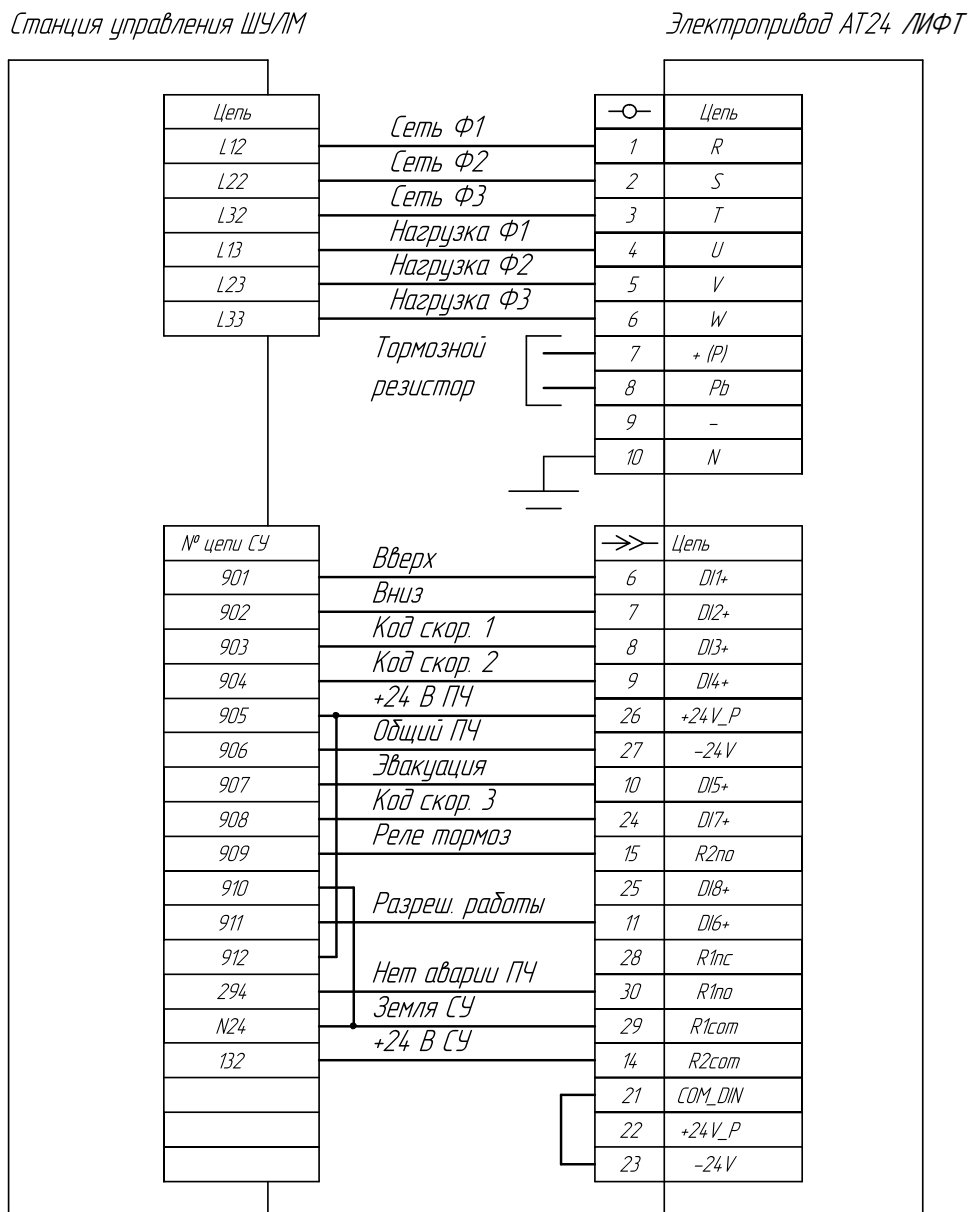 Станция управления ШУЛМ
Электропривод АТ24 ЛИФТ
Цепь Цепь
L12 Сеть Ф1 1 R
L22 Сеть Ф2 2 S
L32 Сеть Ф3 3 T
L13 Нагрузка Ф1 4 U
L23 Нагрузка Ф2 5 V
L33 Нагрузка Ф3 6 W
Тормозной 7 + (P)
резистор 8 Pb
9 -
10 N
№ цепи СУ Цепь
901 Вверх 6 DI1+
902 Вниз 7 DI2+
903 Код скор. 1 8 DI3+
904 Код скор. 2 9 DI4+
905 +24 В ПЧ 26 +24V_P
906 Общий ПЧ 27 -24V
907 Эвакуация 10 DI5+
908 Код скор. 3 24 DI7+
909 Реле тормоз 15 R2no
910 25 DI8+
911 Разреш. работы 11 DI6+
912 28 R1nc
294 Нет аварии ПЧ 30 R1no
N24 Земля СУ 29 R1com
132 +24 В СУ 14 R2com
21 COM_DIN
22 +24V_P
23 -24V